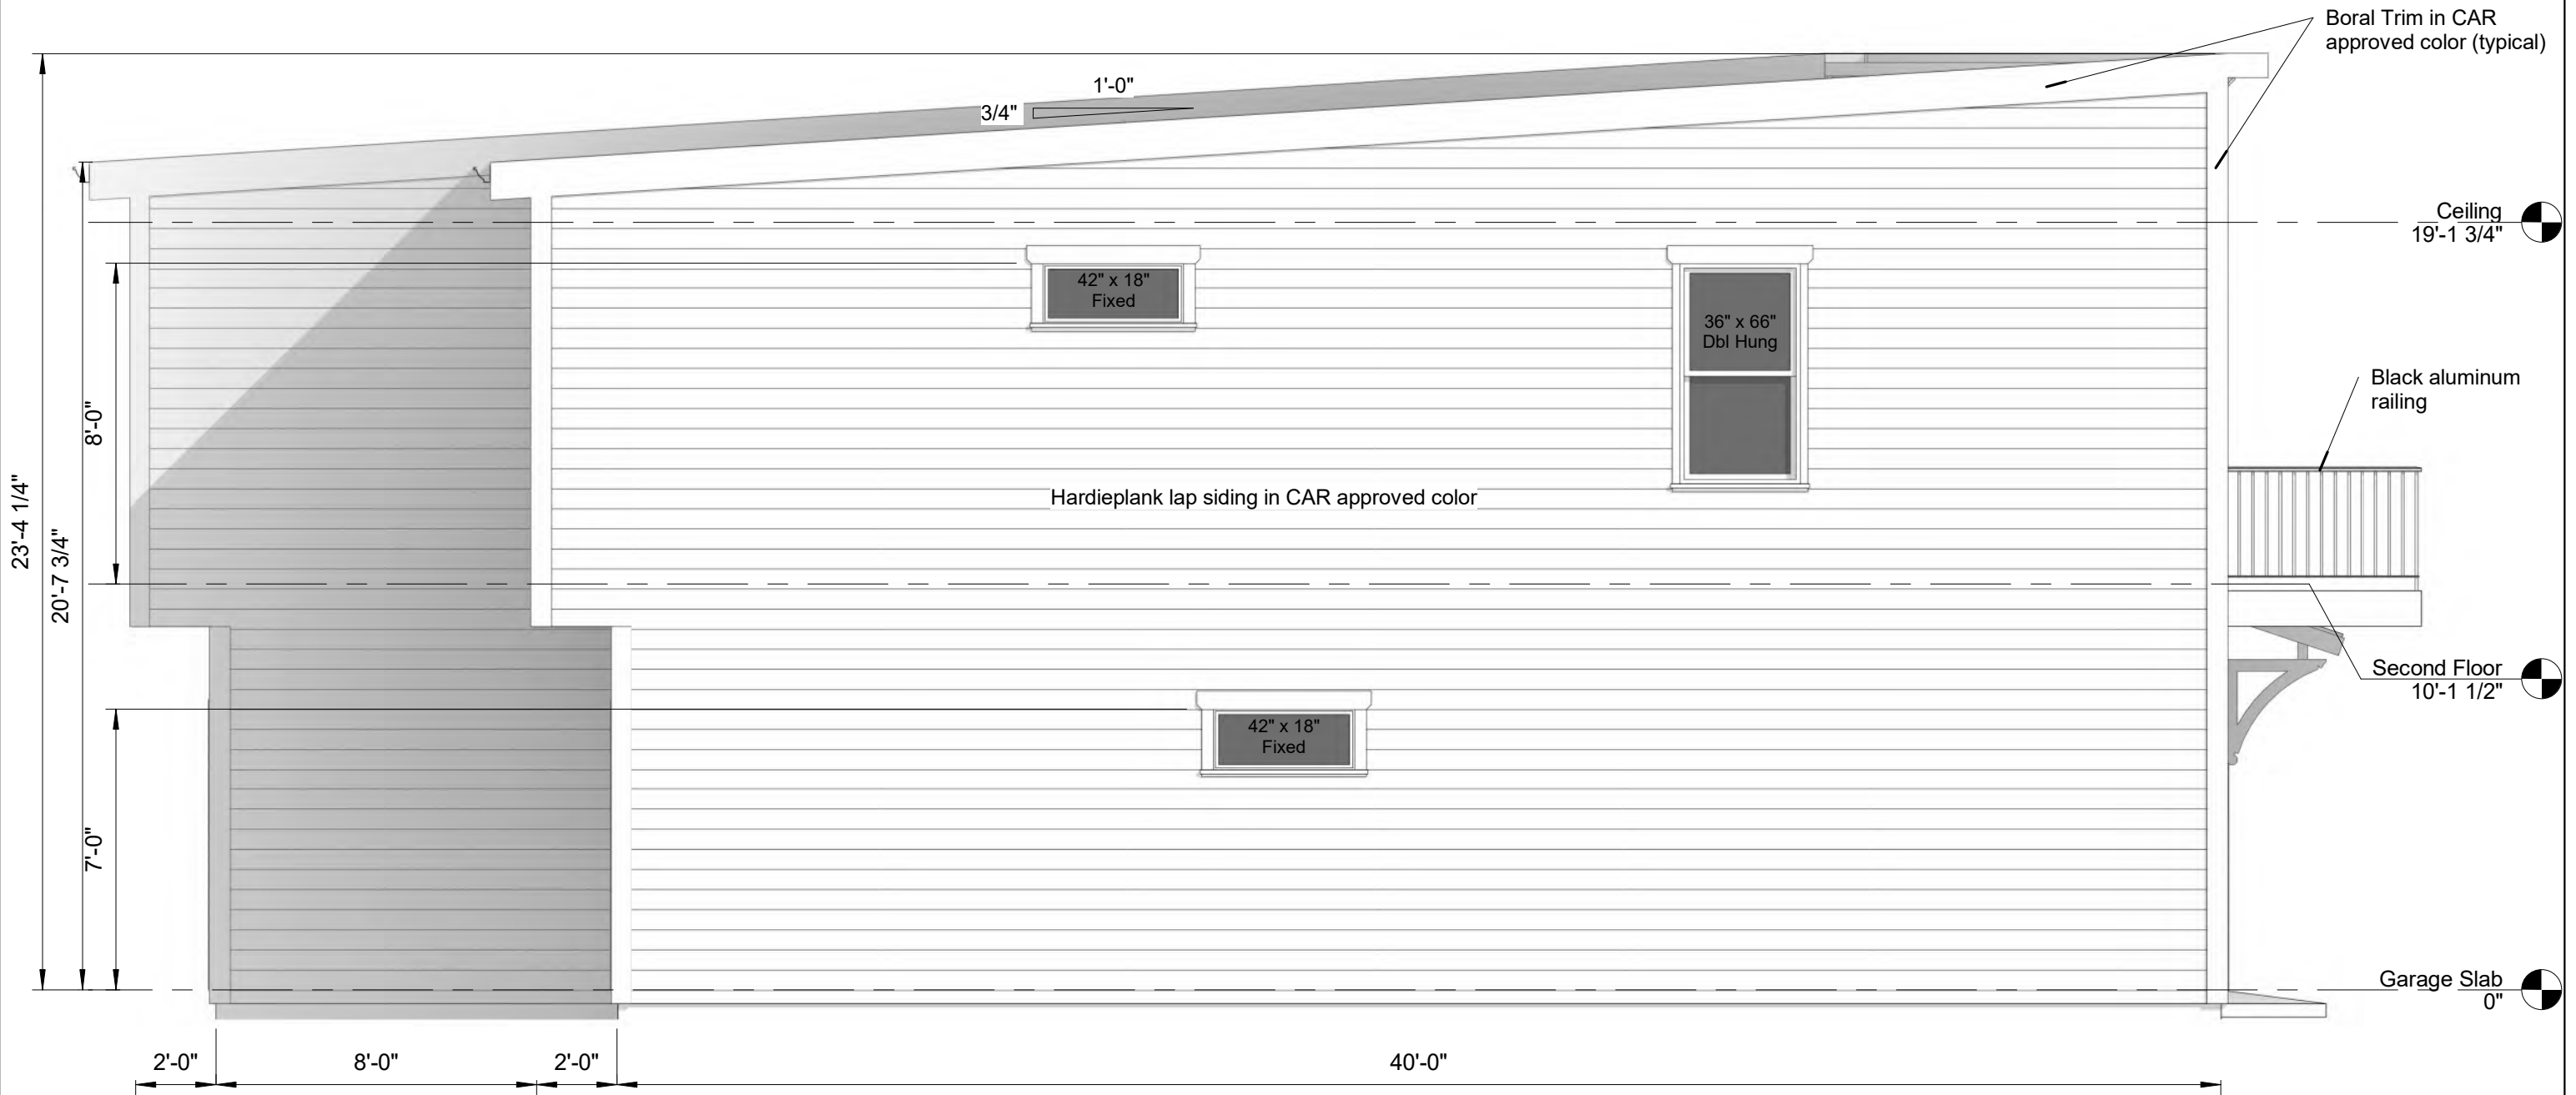 Boral Trim in CAR
approved color (typical)
1'-0"
3/4"
Ceiling
19'-1 3/4"
42" x 18"
Fixed
36" x 66"
Dbl Hung
Black aluminum
railing
8'-0"
23'-4 1/4"
20'-7 3/4"
Hardieplank lap siding in CAR approved color
Second Floor
10'-1 1/2"
42" x 18"
Fixed
7'-0"
Garage Slab
0"
2'-0"
8'-0"
2'-0"
40'-0"